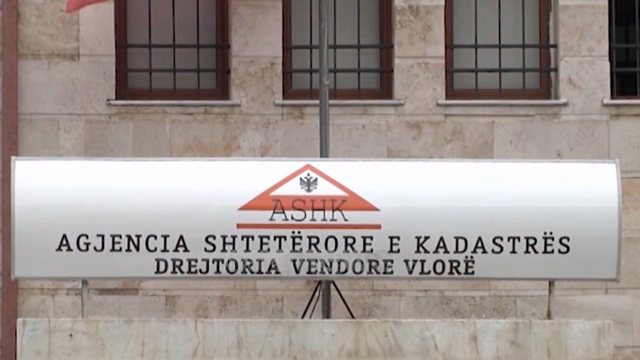 ASHK
AGJENCIA SHTETËRORE E KADASTRËS
DREJTORIA VENDORE VLORË